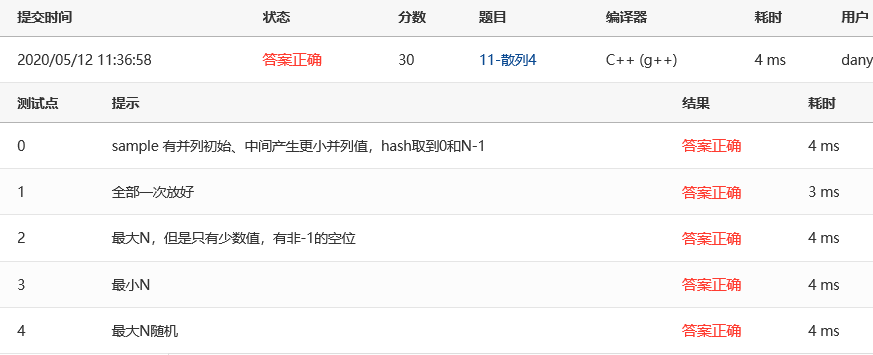 提交时间 状态 分数 题目 编译器 耗时 用户
2020/05/12 11:36:58 答案正确 30 11-散列4 C++ (g++) 4 ms dany
测试点 提示 结果 耗时
0 sample 有并列初始、中间产生更小并列值，hash取到0和N-1 答案正确 4 ms
1 全部一次放好 答案正确 3 ms
2 最大N，但是只有少数值，有非-1的空位 答案正确 4 ms
3 最小N 答案正确 4 ms
4 最大N随机 答案正确 4 ms